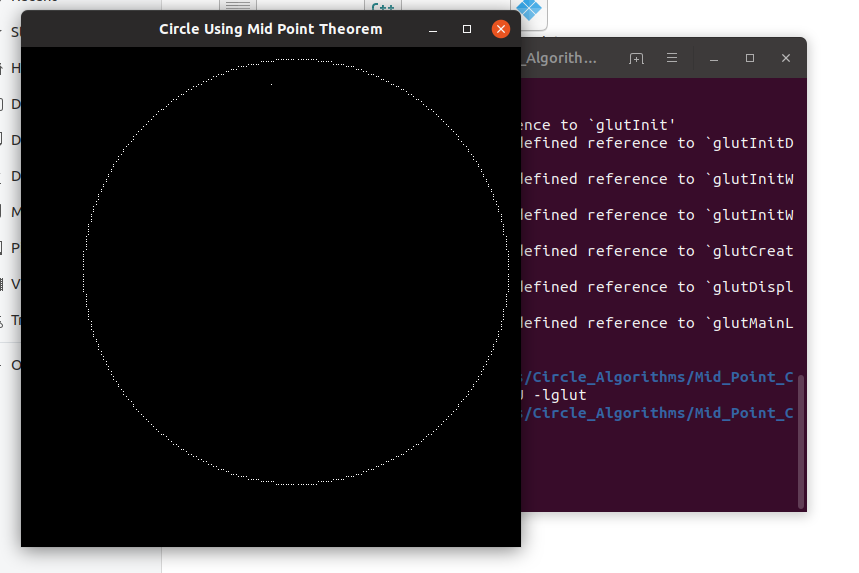 Circle Using Mid Point Theorem
_Algorith...
C++
ence to `glutInit'
defined reference to `glutInitD
defined reference to `glutInitW
defined reference to `glutInitW
defined reference to `glutCreat
defined reference to `glutDispl
defined reference to `glutMainL
s/Circle_Algorithms/Mid_Point_C
U -lglut
s/Circle_Algorithms/Mid_Point_C
H
D
D
D
M
P
V
Tr
O